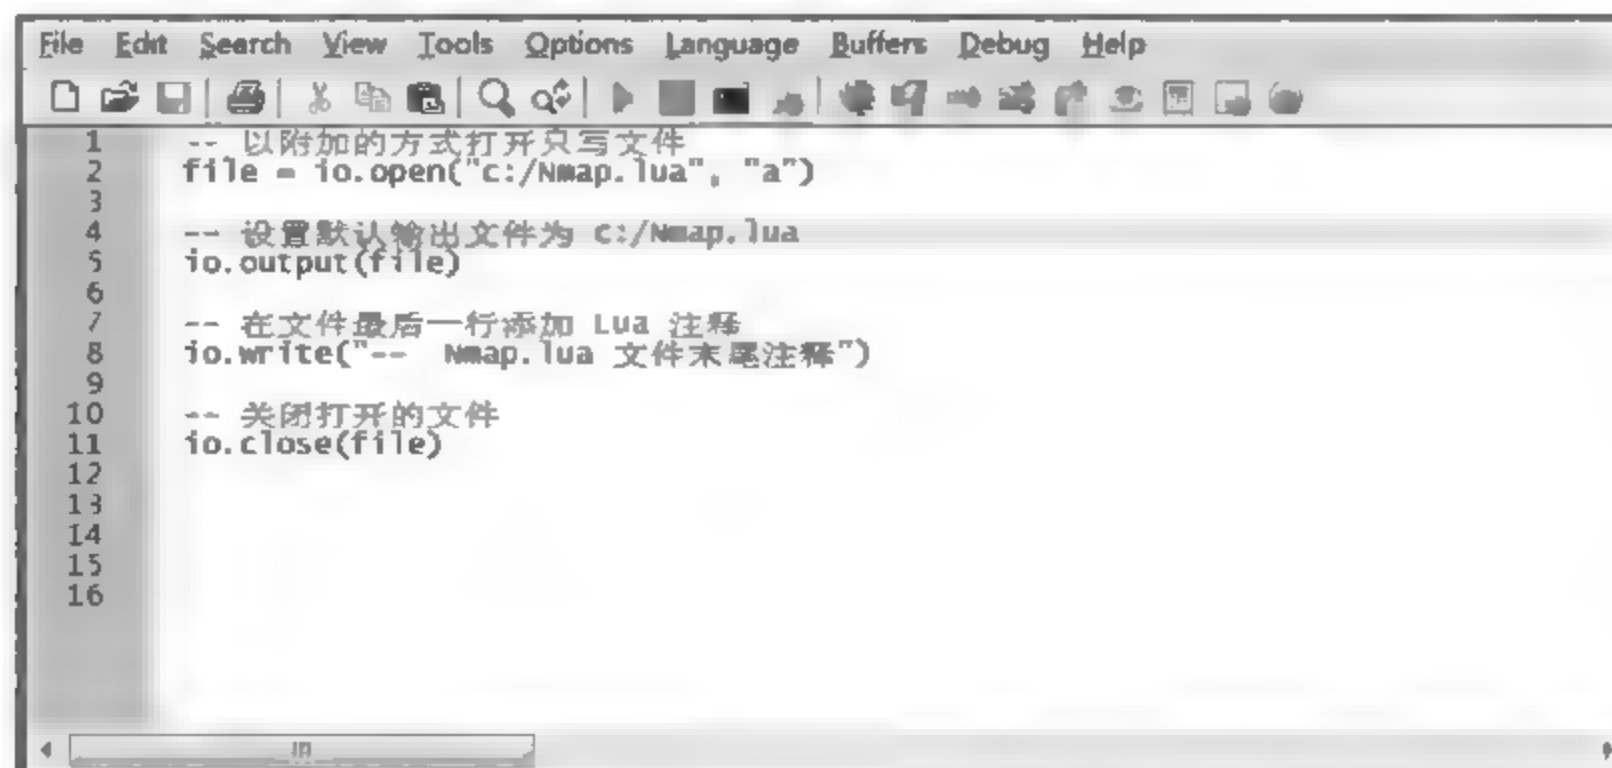 File Edit Search View Tools Options Language Buffers Debug Help
1 -- 以附加的方式打开只写文件
2 file = io.open("c:/Nmap.lua", "a")
3
4 -- 设置默认输出文件为 c:/Nmap.lua
5 io.output(file)
6
7 -- 在文件最后一行添加 Lua 注释
8 io.write("--  Nmap.lua 文件末尾注释")
9
10 -- 关闭打开的文件
11 io.close(file)
12
13
14
15
16